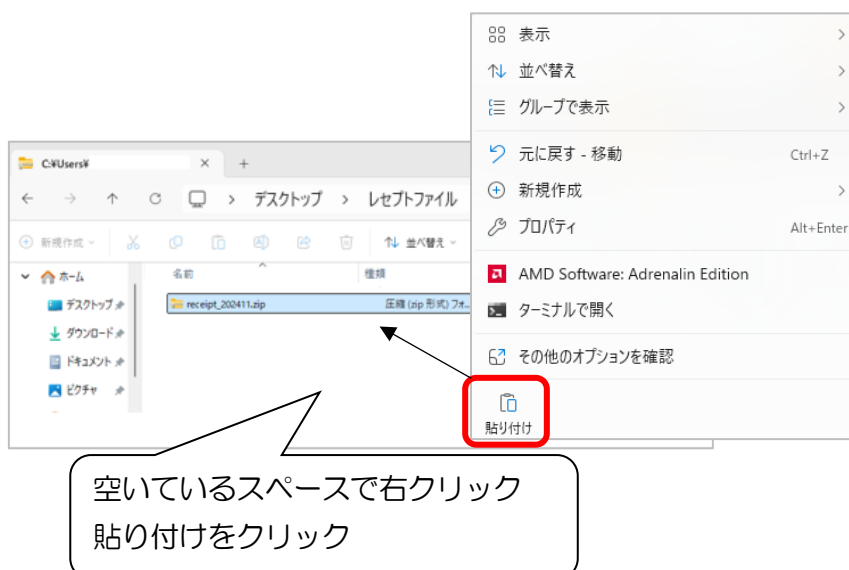 表示
並べ替え
グループで表示
元に戻す - 移動 Ctrl+Z
新規作成
プロパティ Alt+Enter
AMD Software: Adrenalin Edition
ターミナルで開く
その他のオプションを確認
貼り付け
C:¥Users¥
デスクトップ > レセプトファイル
新規作成 並べ替え
ホーム 名前 種類
デスクトップ receipt_202411.zip 圧縮 (zip 形式) フォ...
ダウンロード
ドキュメント
ピクチャ
空いているスペースで右クリック
貼り付けをクリック